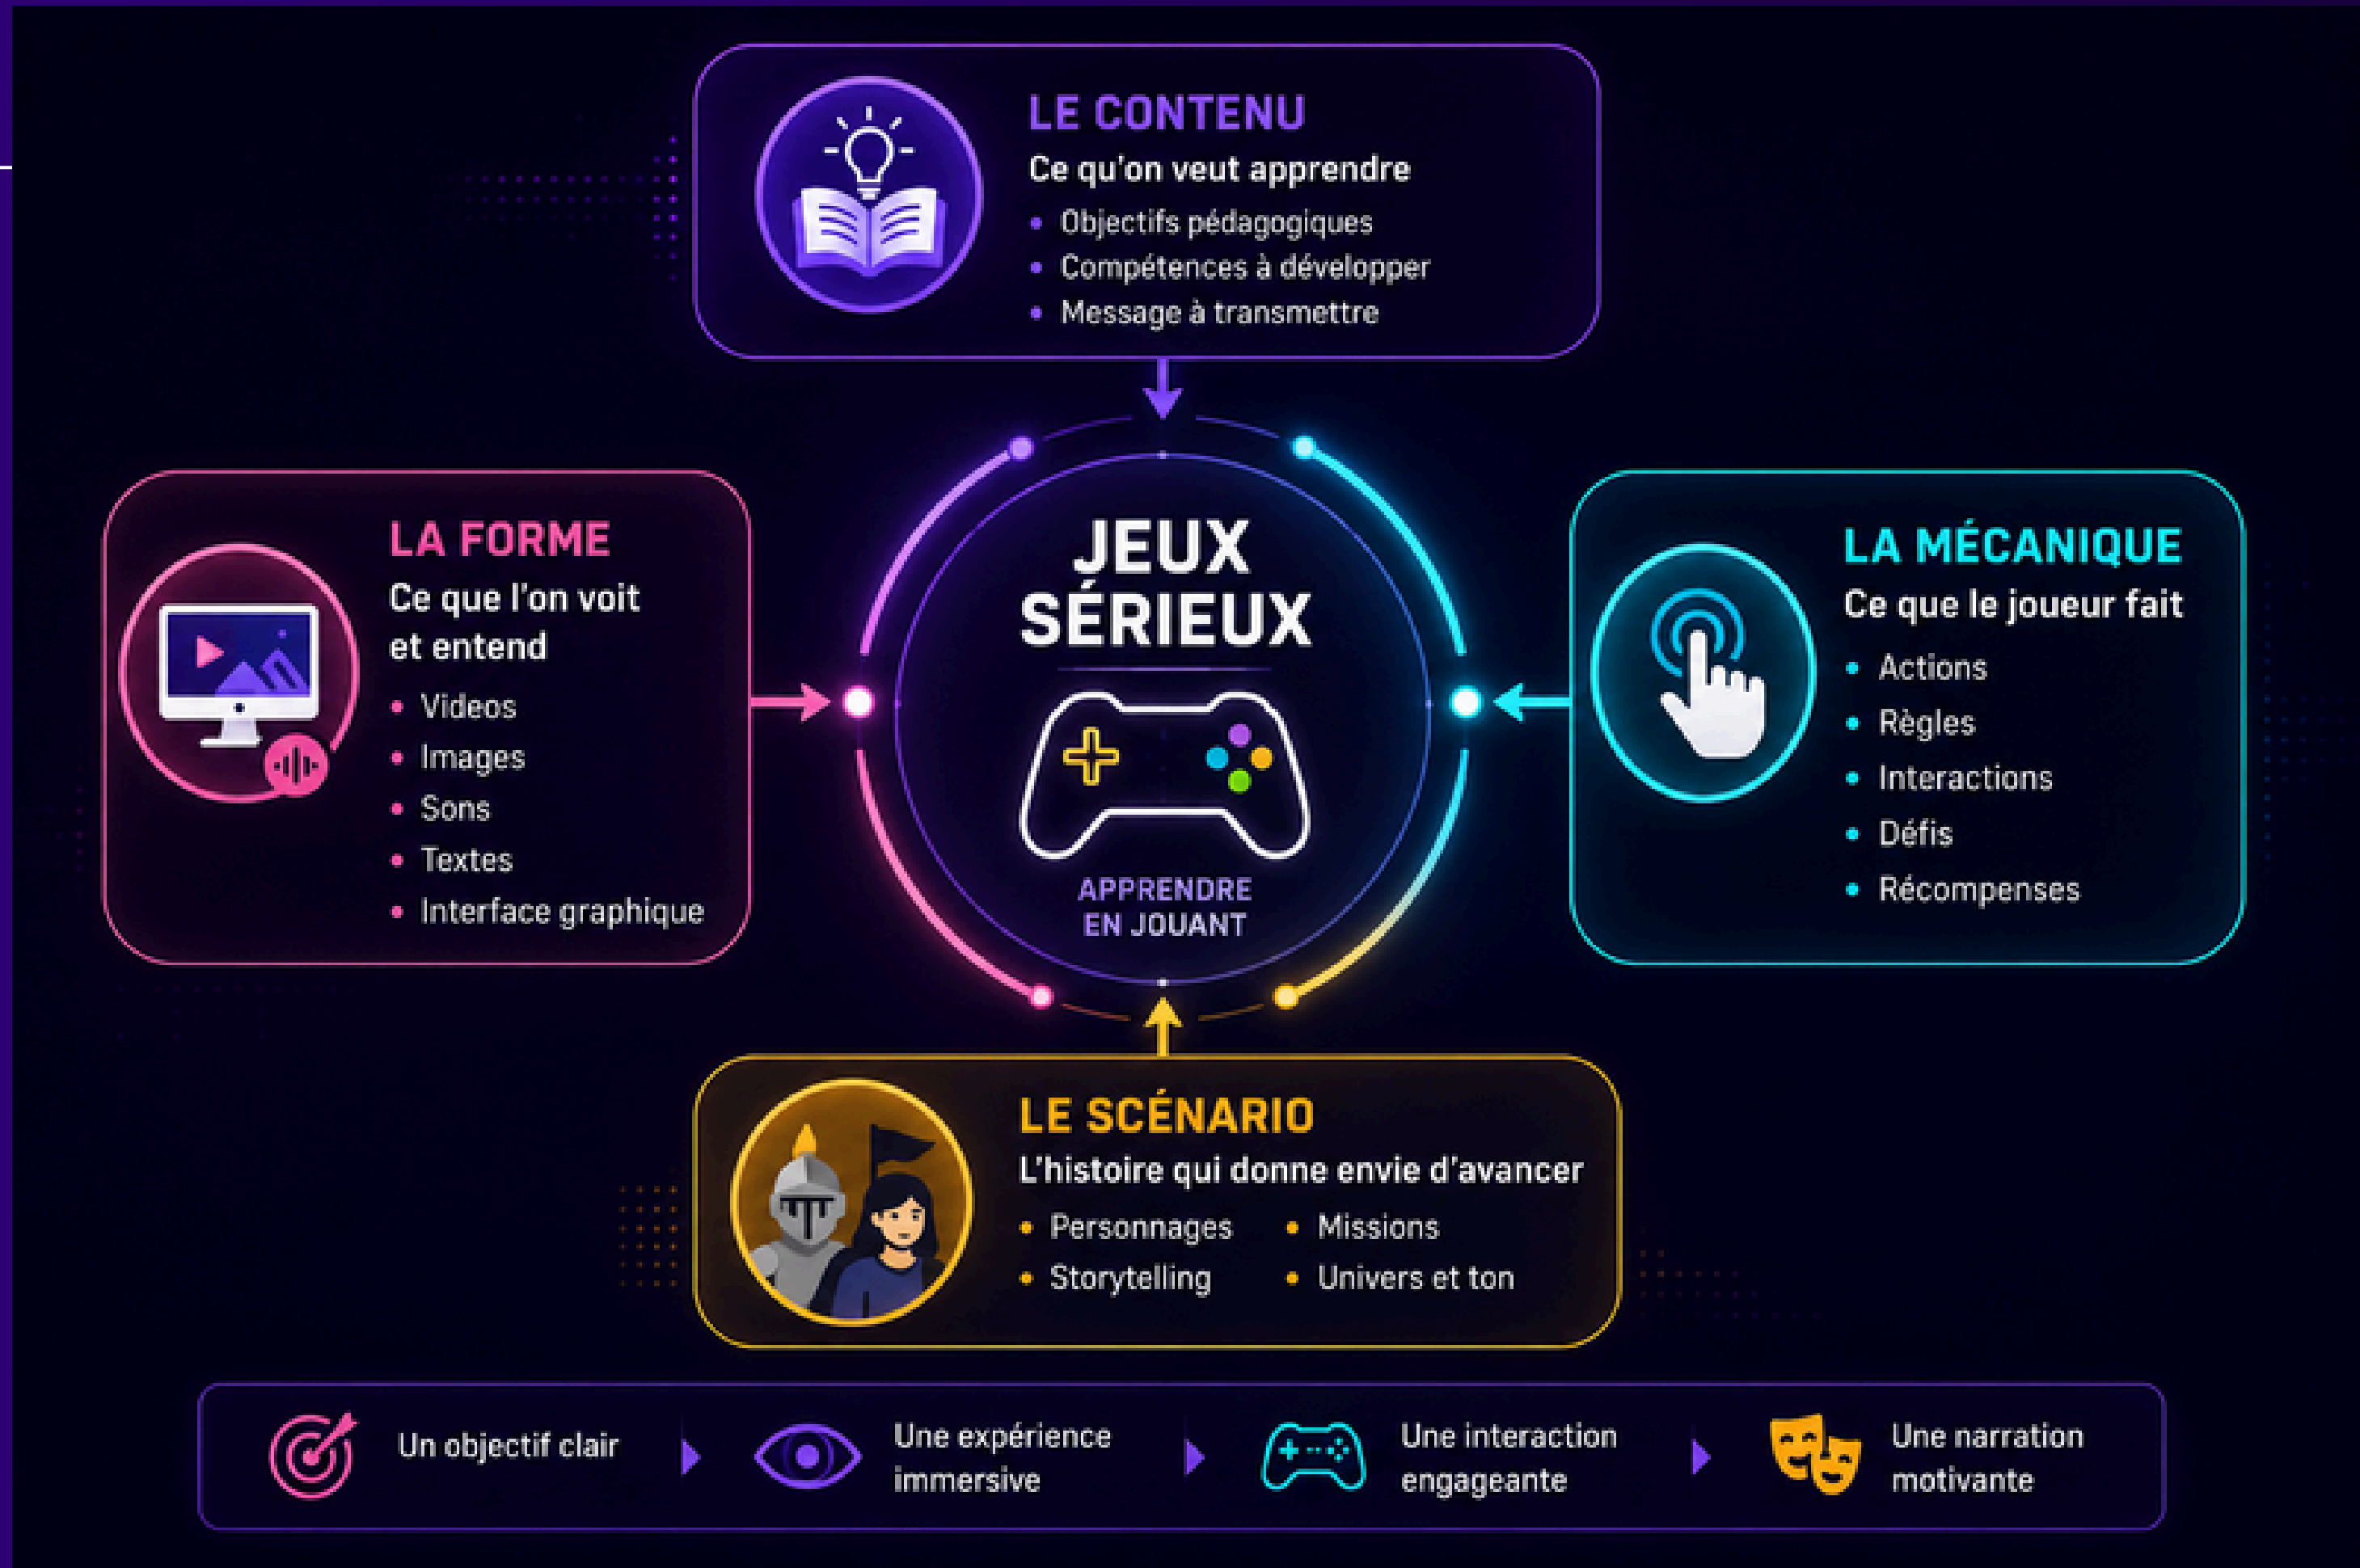 LE CONTENU
Ce qu'on veut apprendre
• Objectifs pédagogiques
• Compétences à développer
• Message à transmettre
LA FORME
Ce que l'on voit
et entend
• Videos
• Images
• Sons
• Textes
• Interface graphique
JEUX
SÉRIEUX
APPRENDRE
EN JOUANT
LA MÉCANIQUE
Ce que le joueur fait
• Actions
• Règles
• Interactions
• Défis
• Récompenses
LE SCÉNARIO
L'histoire qui donne envie d'avancer
• Personnages
• Missions
• Storytelling
• Univers et ton
Un objectif clair
Une expérience
immersive
Une interaction
engageante
Une narration
motivante